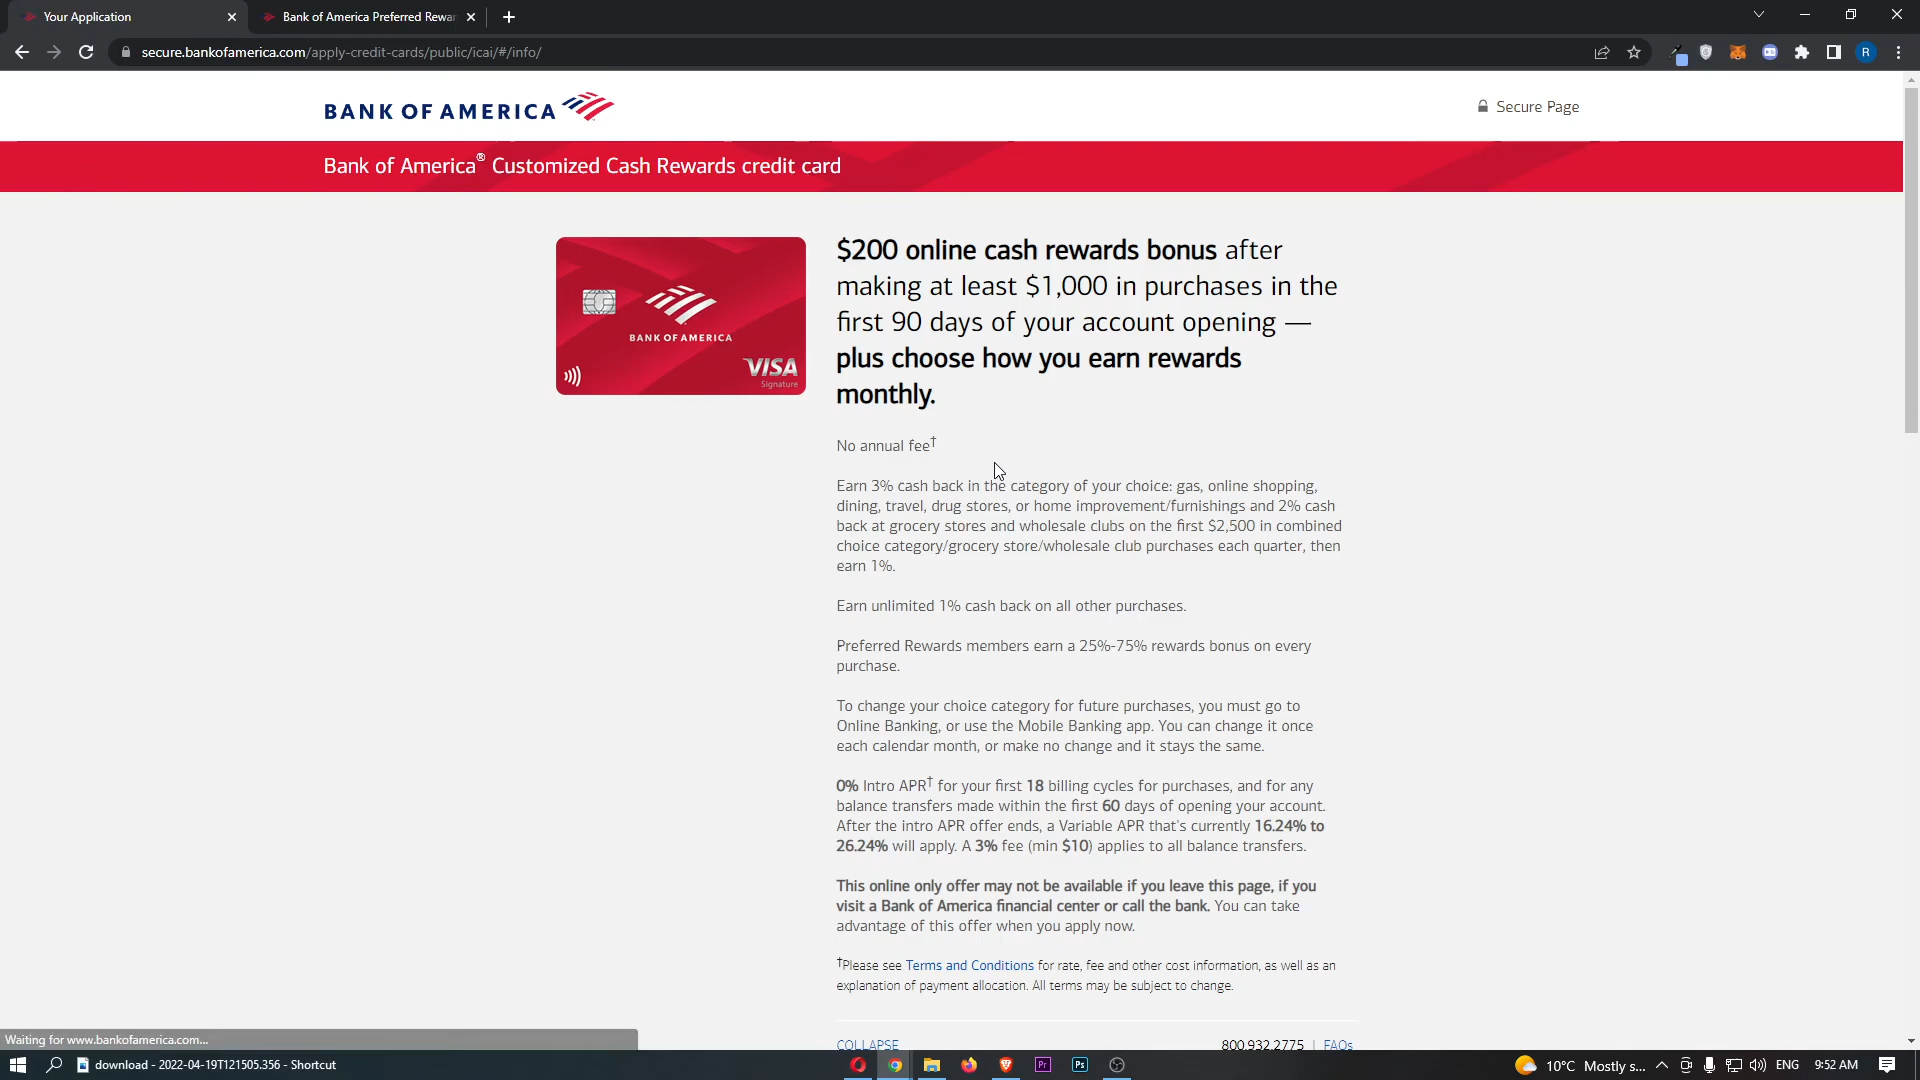 Your Application
Bank of America Preferred Rewar
secure.bankofamerica.com/apply-credit-cards/public/icai/#/info/
R
BANK OF AMERICA
Secure Page
Bank of America® Customized Cash Rewards credit card
BANK OF AMERICA
VISA
Signature
$200 online cash rewards bonus after
making at least $1,000 in purchases in the
first 90 days of your account opening —
plus choose how you earn rewards
monthly.
No annual fee†
Earn 3% cash back in the category of your choice: gas, online shopping,
dining, travel, drug stores, or home improvement/furnishings and 2% cash
back at grocery stores and wholesale clubs on the first $2,500 in combined
choice category/grocery store/wholesale club purchases each quarter, then
earn 1%.
Earn unlimited 1% cash back on all other purchases.
Preferred Rewards members earn a 25%-75% rewards bonus on every
purchase.
To change your choice category for future purchases, you must go to
Online Banking, or use the Mobile Banking app. You can change it once
each calendar month, or make no change and it stays the same.
0% Intro APR† for your first 18 billing cycles for purchases, and for any
balance transfers made within the first 60 days of opening your account.
After the intro APR offer ends, a Variable APR that's currently 16.24% to
26.24% will apply. A 3% fee (min $10) applies to all balance transfers.
This online only offer may not be available if you leave this page, if you
visit a Bank of America financial center or call the bank. You can take
advantage of this offer when you apply now.
†Please see Terms and Conditions for rate, fee and other cost information, as well as an
explanation of payment allocation. All terms may be subject to change.
COLLAPSE
800.932.2775 | FAQs
Waiting for www.bankofamerica.com...
download - 2022-04-19T121505.356 - Shortcut
Pr
Ps
10°C Mostly s...
ENG
9:52 AM